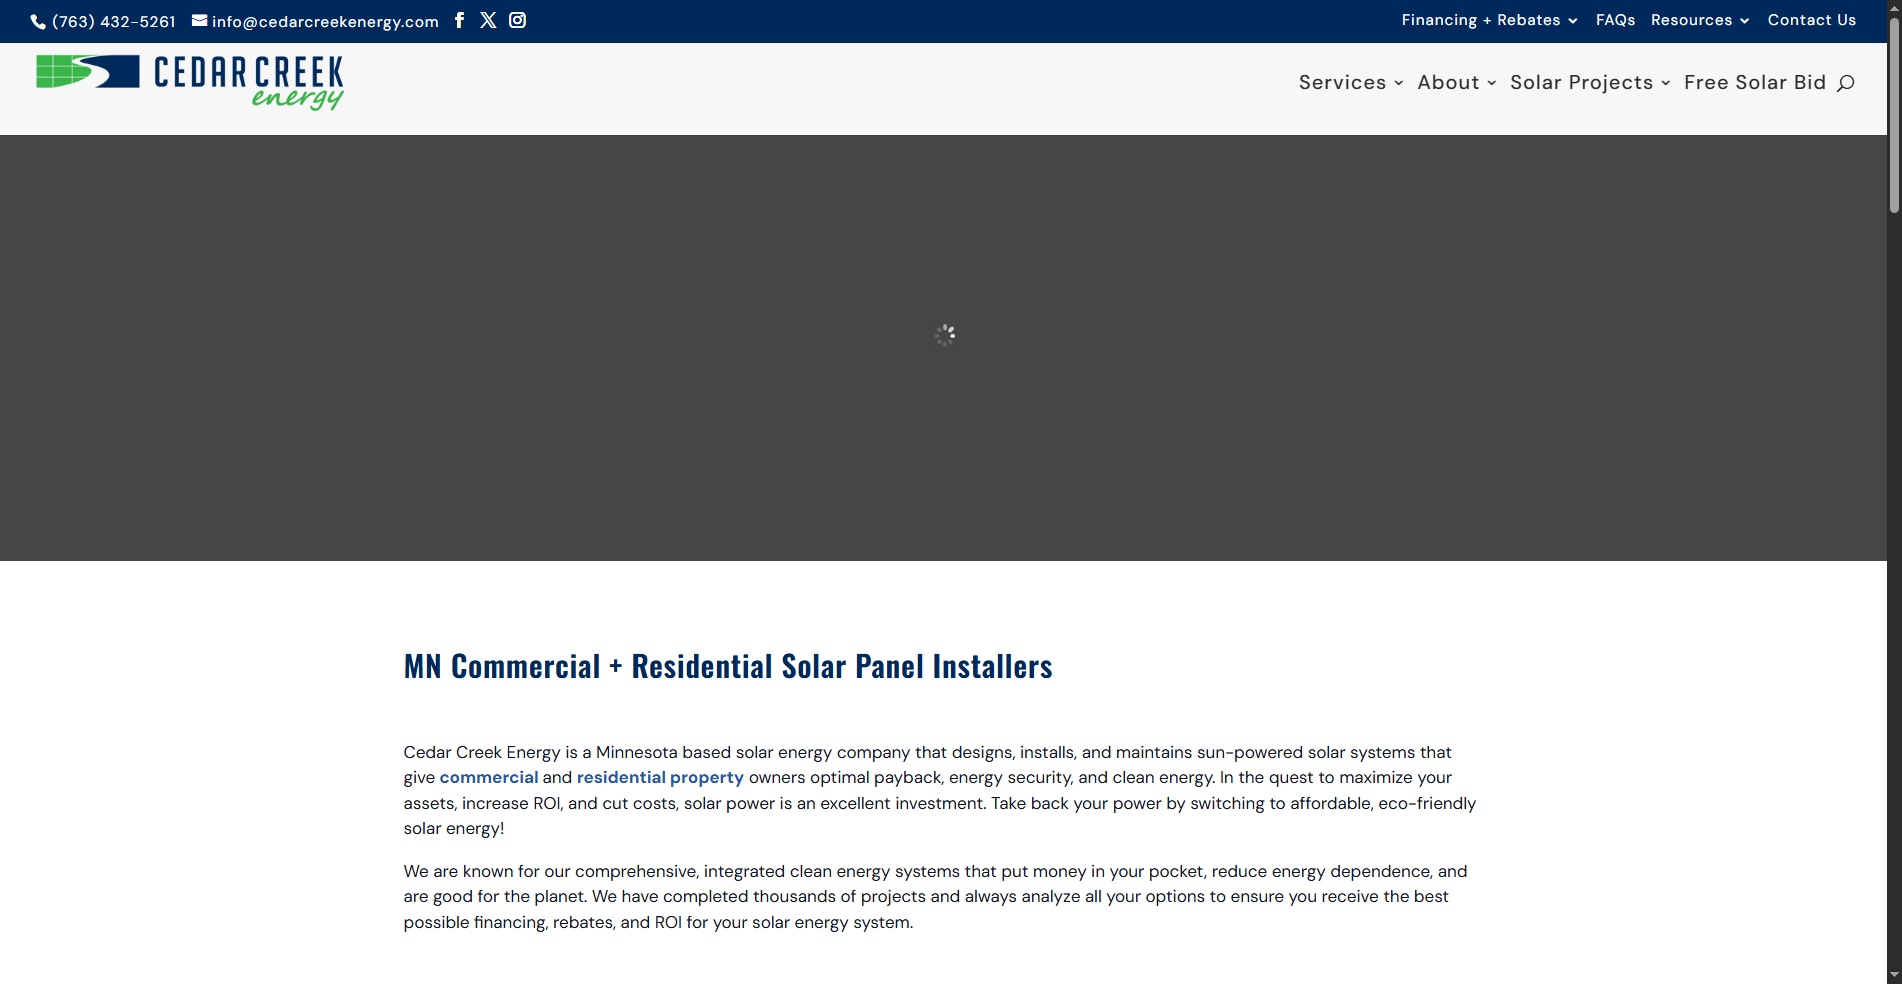 (763) 432-5261 info@cedarcreekenergy.com
Financing + Rebates FAQs Resources Contact Us
CEDAR CREEK
energy
Services About Solar Projects Free Solar Bid
MN Commercial + Residential Solar Panel Installers
Cedar Creek Energy is a Minnesota based solar energy company that designs, installs, and maintains sun-powered solar systems that
give commercial and residential property owners optimal payback, energy security, and clean energy. In the quest to maximize your
assets, increase ROI, and cut costs, solar power is an excellent investment. Take back your power by switching to affordable, eco-friendly
solar energy!
We are known for our comprehensive, integrated clean energy systems that put money in your pocket, reduce energy dependence, and
are good for the planet. We have completed thousands of projects and always analyze all your options to ensure you receive the best
possible financing, rebates, and ROI for your solar energy system.